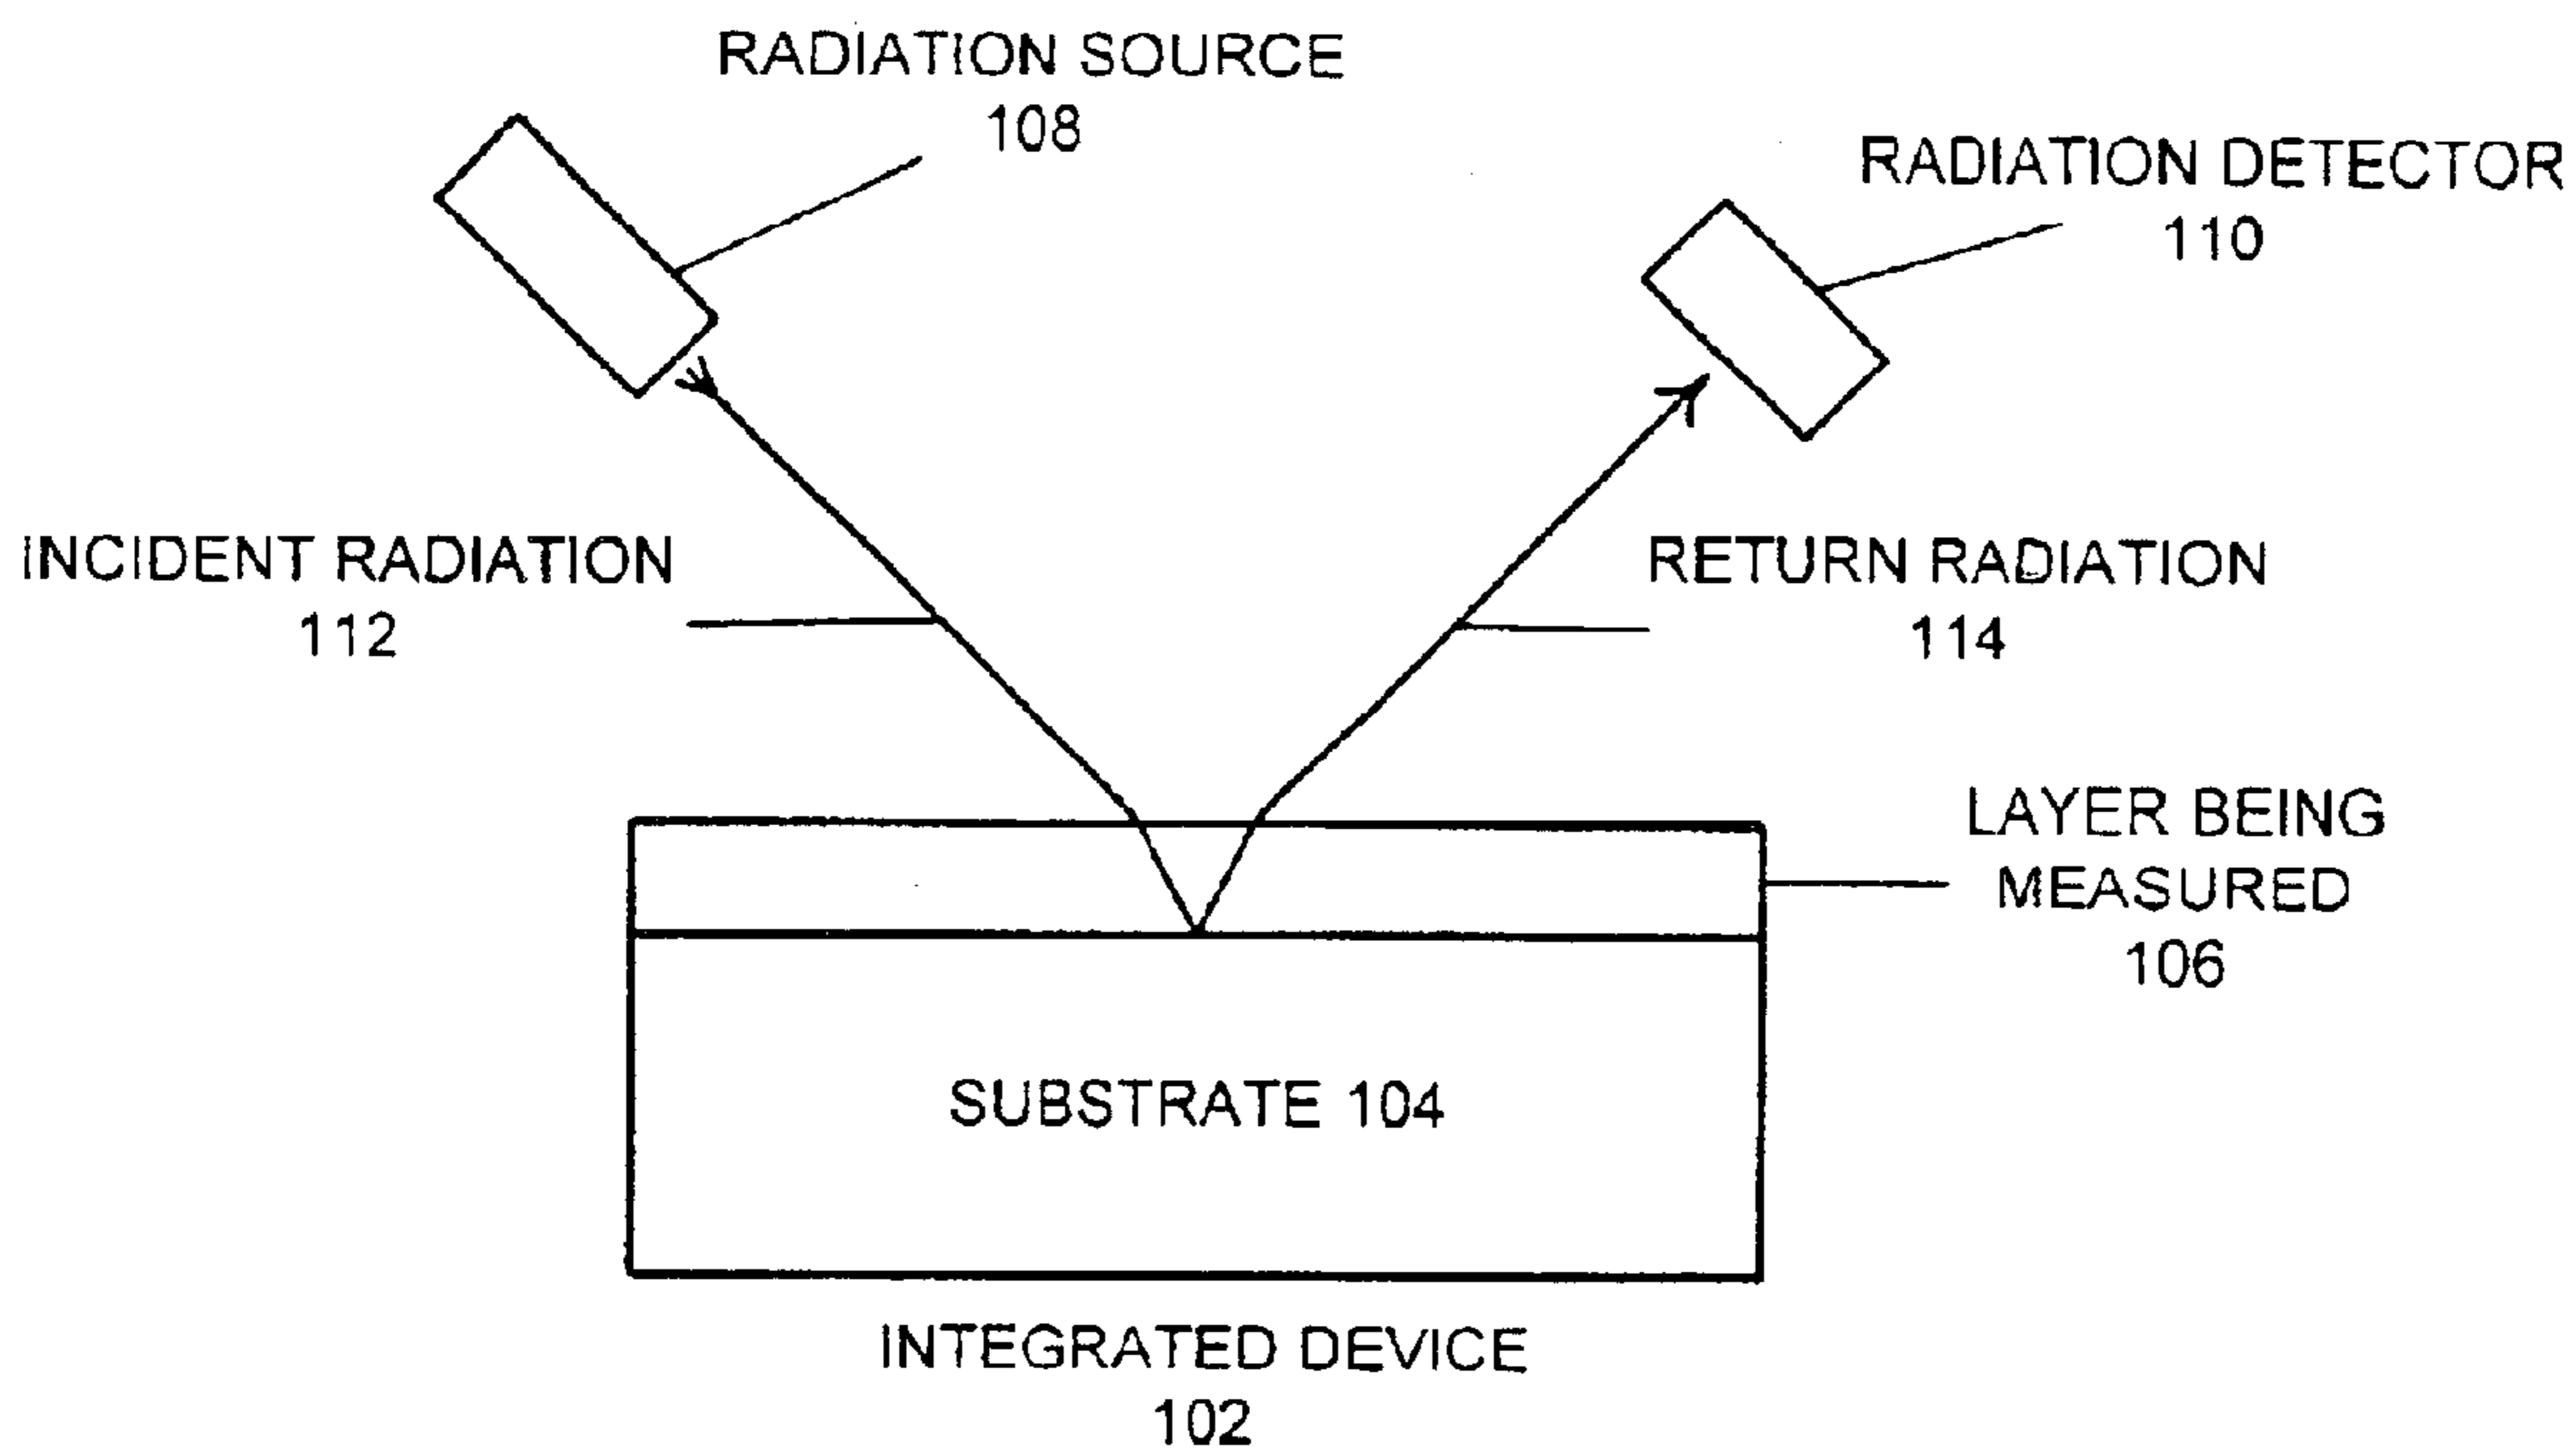 RADIATION SOURCE
108
RADIATION DETECTOR
110
INCIDENT RADIATION
112
RETURN RADIATION
114
LAYER BEING
MEASURED
106
SUBSTRATE 104
INTEGRATED DEVICE
102